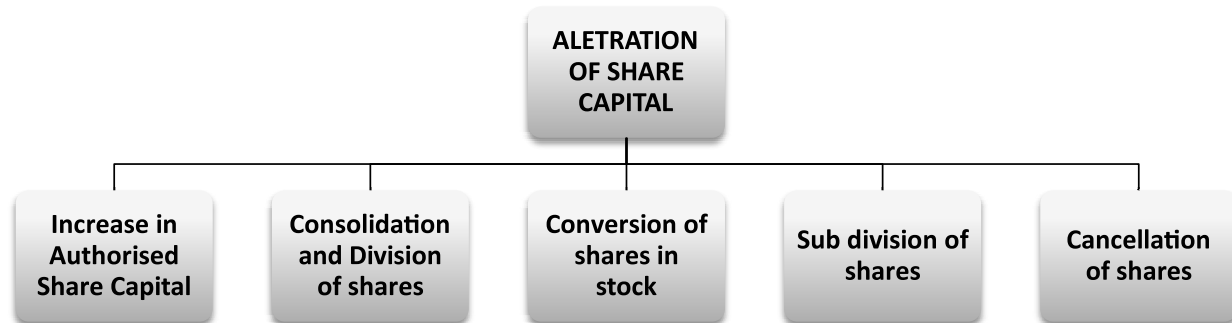 ALETRATION
OF SHARE
CAPITAL
Increase in
Authorised
Share Capital
Consolidation
and Division
of shares
Conversion of
shares in
stock
Sub division of
shares
Cancellation
of shares